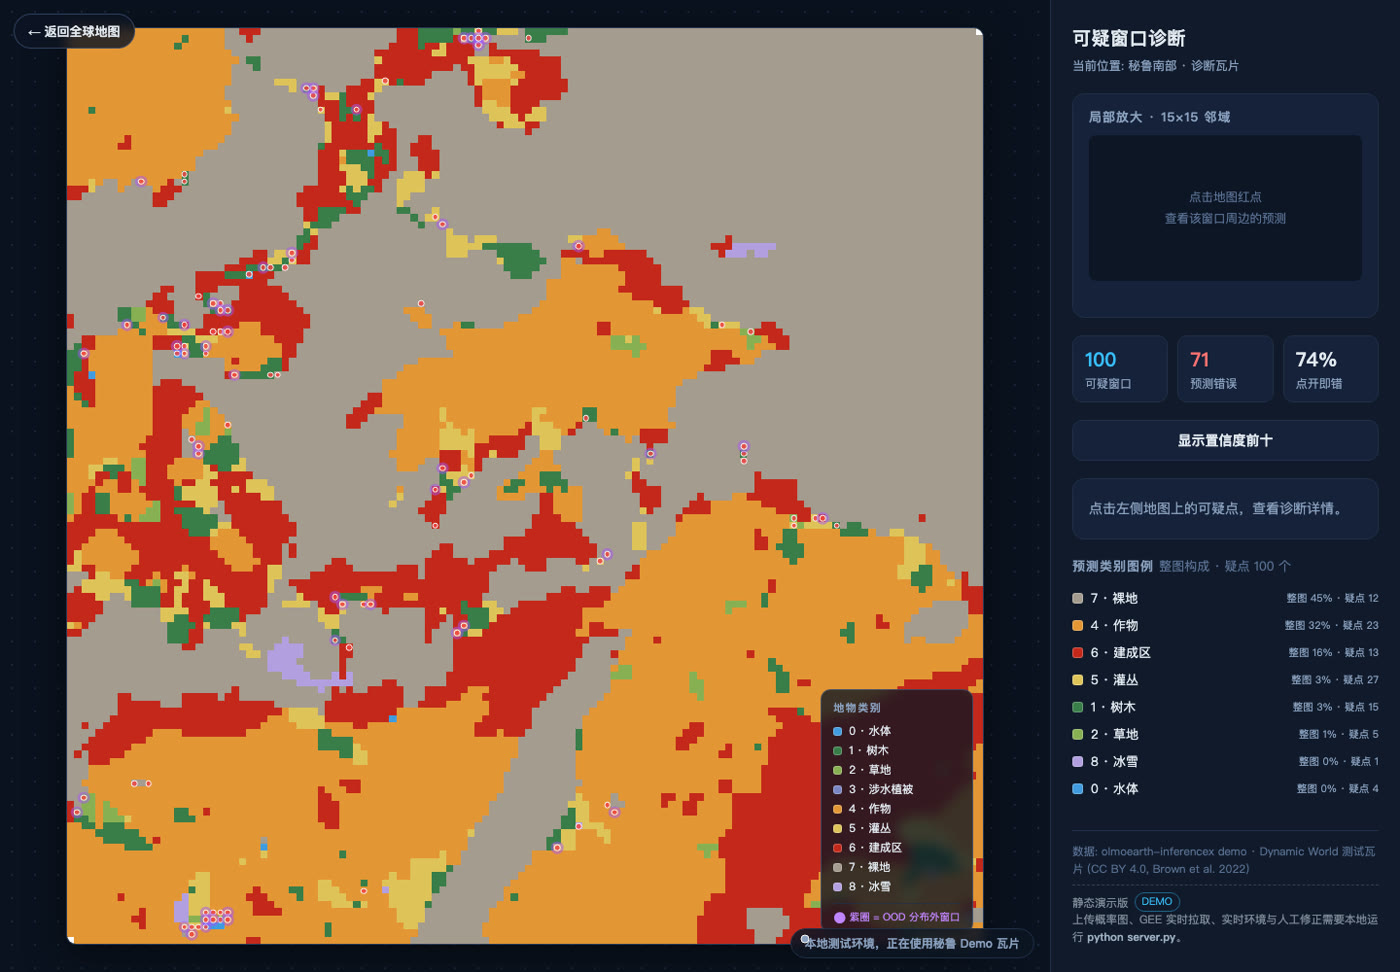 ← 返回全球地图
地物类别
0 · 水体
1 · 树木
2 · 草地
3 · 涉水植被
4 · 作物
5 · 灌丛
6 · 建成区
7 · 裸地
8 · 冰雪
紫圈 = OOD 分布外窗口
本地测试环境，正在使用秘鲁 Demo 瓦片
可疑窗口诊断
当前位置: 秘鲁南部 · 诊断瓦片
局部放大 · 15×15 邻域
点击地图红点
查看该窗口周边的预测
100 71 74%
可疑窗口 预测错误 点开即错
显示置信度前十
点击左侧地图上的可疑点，查看诊断详情。
预测类别图例 整图构成 · 疑点 100 个
7 · 裸地 整图 45% · 疑点 12
4 · 作物 整图 32% · 疑点 23
6 · 建成区 整图 16% · 疑点 13
5 · 灌丛 整图 3% · 疑点 27
1 · 树木 整图 3% · 疑点 15
2 · 草地 整图 1% · 疑点 5
8 · 冰雪 整图 0% · 疑点 1
0 · 水体 整图 0% · 疑点 4
数据: olmoearth-inferencex demo · Dynamic World 测试瓦
片 (CC BY 4.0, Brown et al. 2022)
静态演示版 DEMO
上传概率图、GEE 实时拉取、实时环境与人工修正需要本地运
行 python server.py。